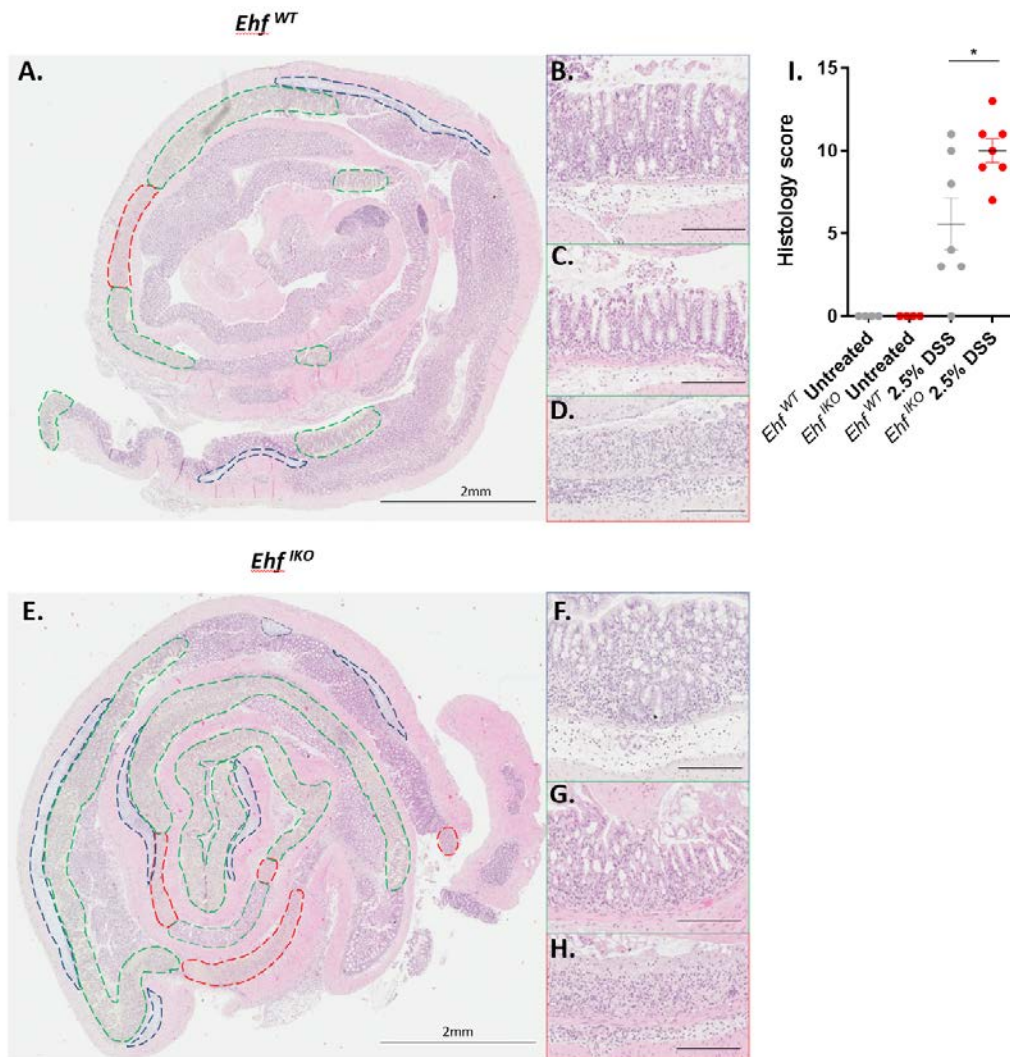 Ehf WT
A.
B.
C.
D.
2mm
I.
*
Histology score
15
10
5
0
Ehf WT Untreated
Ehf IKO Untreated
Ehf WT 2.5% DSS
Ehf IKO 2.5% DSS
Ehf IKO
E.
F.
G.
H.
2mm